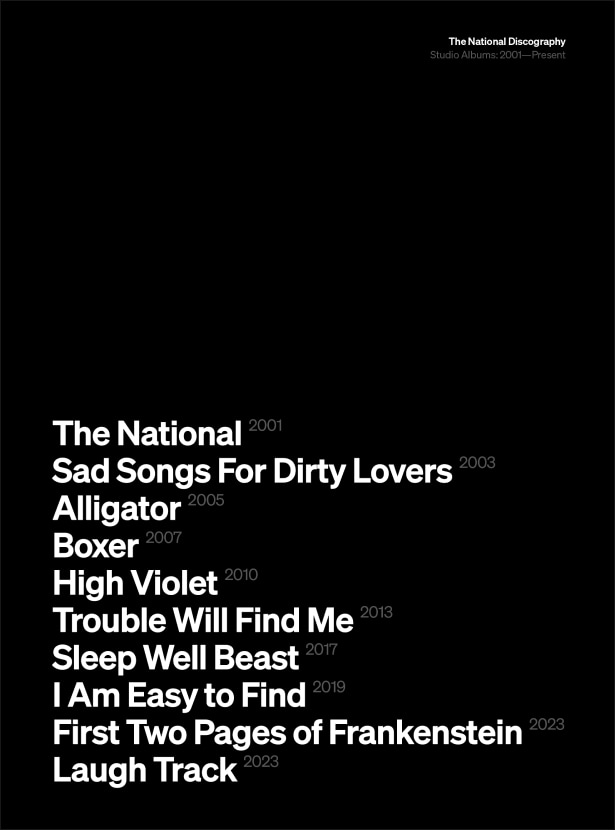 The National Discography
Studio Albums: 2001—Present
The National 2001
Sad Songs For Dirty Lovers 2003
Alligator 2005
Boxer 2007
High Violet 2010
Trouble Will Find Me 2013
Sleep Well Beast 2017
I Am Easy to Find 2019
First Two Pages of Frankenstein 2023
Laugh Track 2023